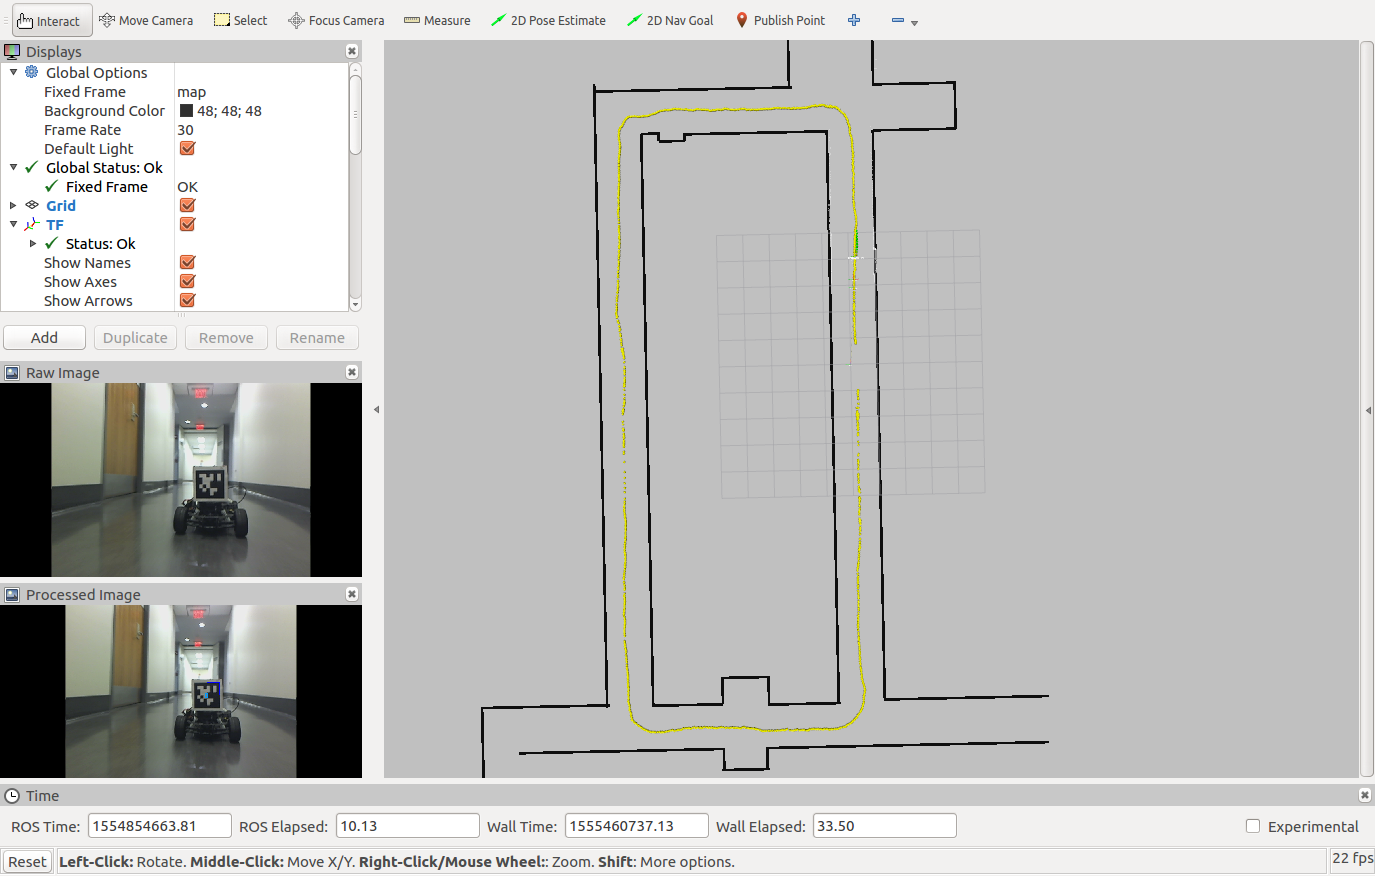 Interact Move Camera Select Focus Camera Measure 2D Pose Estimate 2D Nav Goal Publish Point
Displays
Global Options
Fixed Frame map
Background Color 48; 48; 48
Frame Rate 30
Default Light
Global Status: Ok
Fixed Frame OK
Grid
TF
Status: Ok
Show Names
Show Axes
Show Arrows
Add Duplicate Remove Rename
Raw Image
Processed Image
Time
ROS Time: 1554854663.81 ROS Elapsed: 10.13 Wall Time: 1555460737.13 Wall Elapsed: 33.50 Experimental
Reset Left-Click: Rotate. Middle-Click: Move X/Y. Right-Click/Mouse Wheel:: Zoom. Shift: More options. 22 fps